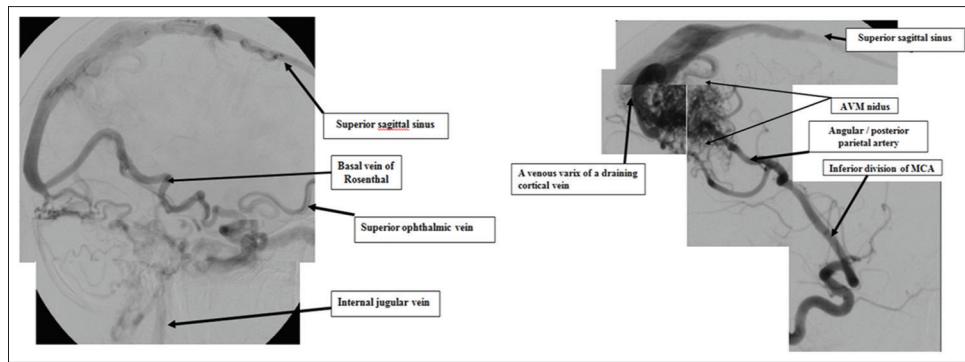 Superior sagittal sinus
Basal vein of
Rosenthal
Superior ophthalmic vein
Internal jugular vein
Superior sagittal sinus
AVM nidus
Angular / posterior
parietal artery
Inferior division of MCA
A venous varix of a draining
cortical vein